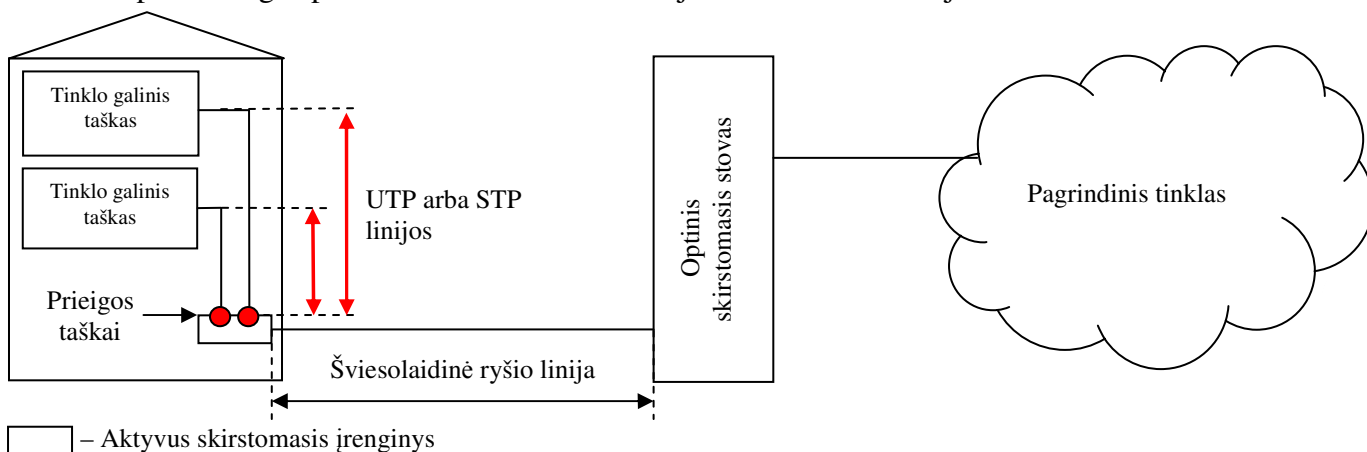 Tinklo galinis
taškas
Tinklo galinis
taškas
UTP arba STP
linijos
Prieigos
taškai
Šviesolaidinė ryšio linija
Optinis
skirstomasis stovas
Pagrindinis tinklas
– Aktyvus skirstomasis įrenginys